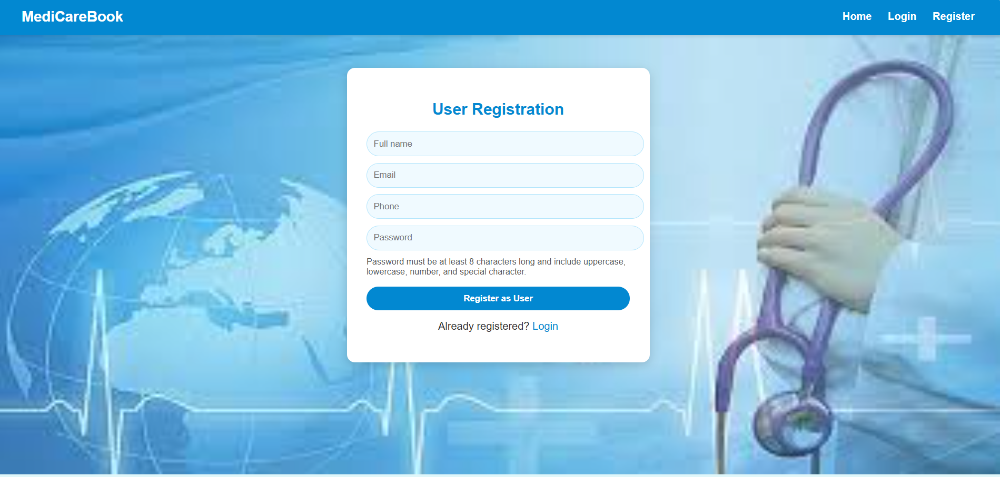 MediCareBook
Home Login Register
User Registration
Full name
Email
Phone
Password
Password must be at least 8 characters long and include uppercase,
lowercase, number, and special character.
Register as User
Already registered? Login